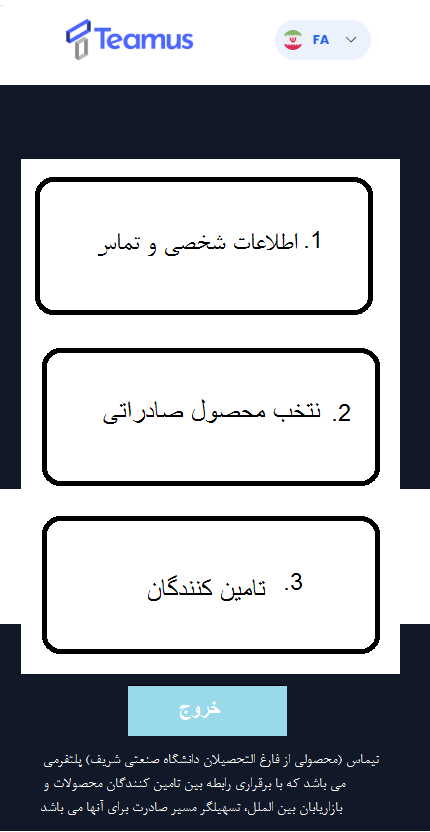 Teamus
FA
1. اطلاعات شخصی و تماس
2. نتخب محصول صادراتی
3. تامین کنندگان
خروج
تیماس (محصولی از فارغ التحصیلان دانشگاه صنعتی شریف) پلتفرمی
می باشد که با برقراری رابطه بین تامین کنندگان محصولات و
بازاریابان بین الملل، تسهیلگر مسیر صادرت برای آنها می باشد